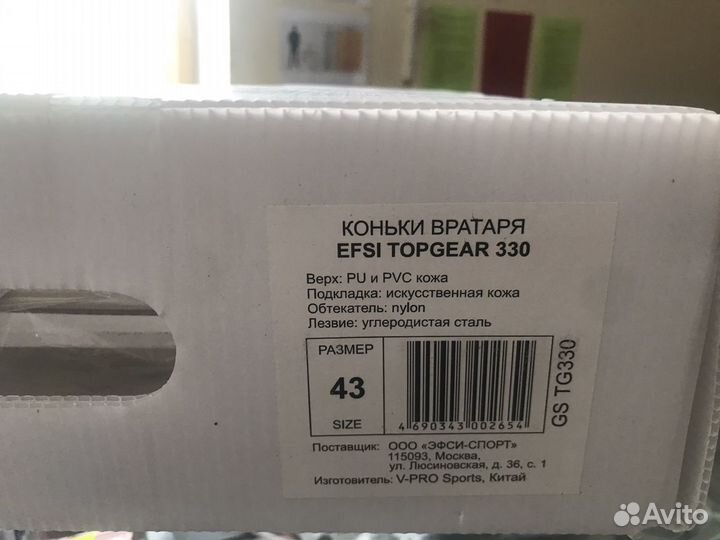 КОНЬКИ ВРАТАРЯ
EFSI TOPGEAR 330
Верх: PU и PVC кожа
Подкладка: искусственная кожа
Обтекатель: nylon
Лезвие: углеродистая сталь
РАЗМЕР
43
SIZE
4 690343 002654
GS TG330
Поставщик: ООО «ЭФСИ-СПОРТ»
115093, Москва,
ул. Люсиновская, д. 36, с. 1
Изготовитель: V-PRO Sports, Китай
Avito